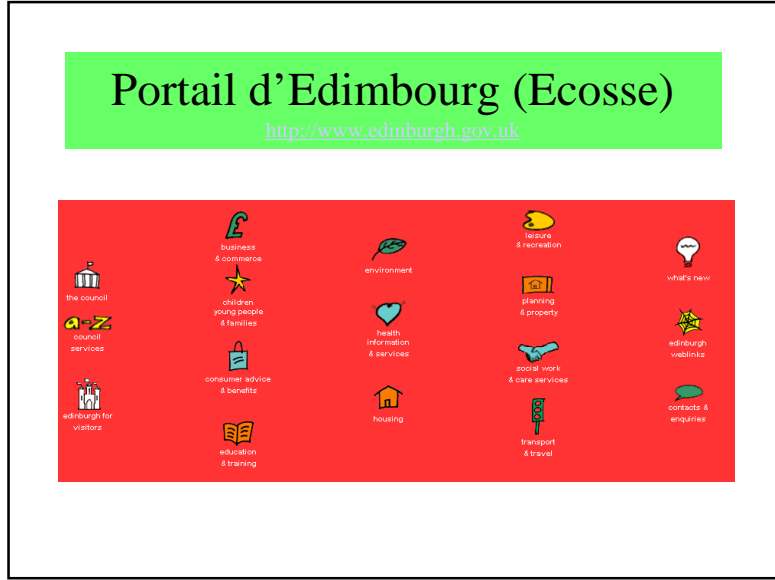 Portail d'Edimbourg (Ecosse)
http://www.edinburgh.gov.uk
the council
a-z
council
services
edinburgh for
visitors
£
business
& commerce
children
young people
& families
consumer advice
& benefits
education
& training
environment
health
information
& services
housing
leisure
& recreation
planning
& property
social work
& care services
transport
& travel
what's new
edinburgh
weblinks
contacts &
enquiries